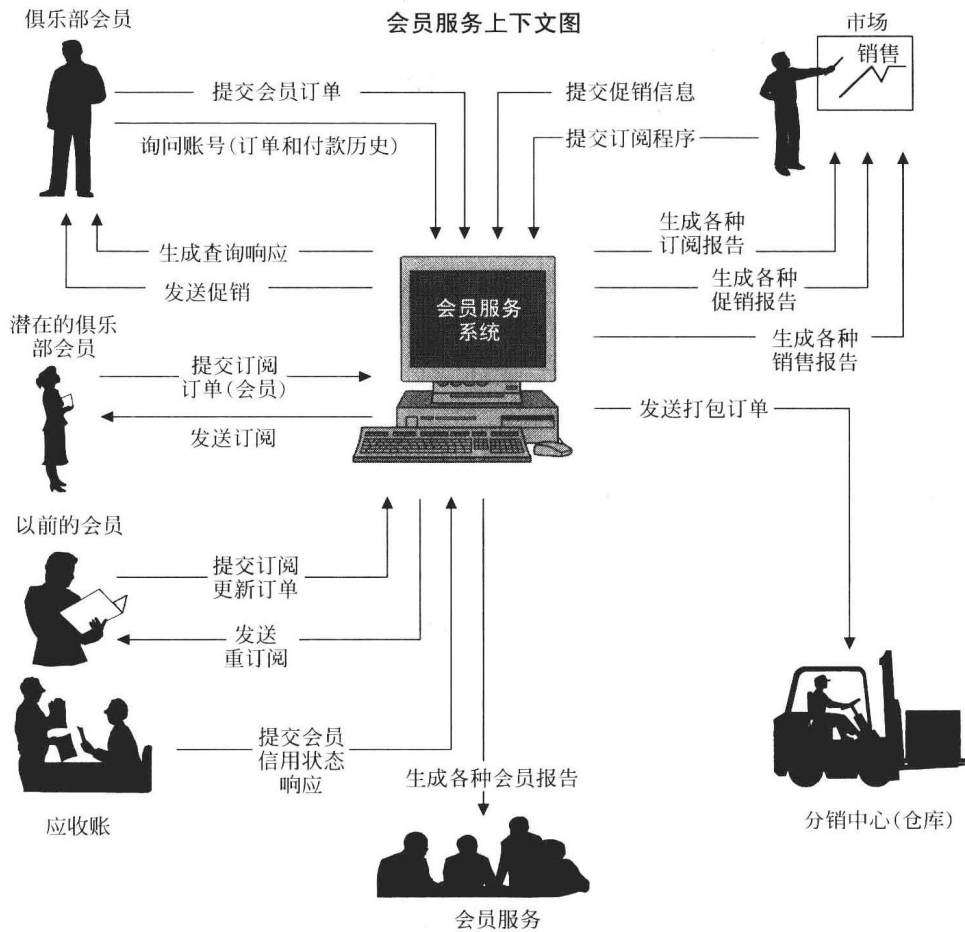 会员服务上下文图
俱乐部会员
市场
销售
提交会员订单
提交促销信息
询问账号(订单和付款历史)
提交订阅程序
生成查询响应
生成各种
订阅报告
发送促销
生成各种
促销报告
会员服务
系统
潜在的俱乐
部会员
生成各种
销售报告
提交订阅
订单(会员)
发送打包订单
发送订阅
以前的会员
提交订阅
更新订单
发送
重订阅
提交会员
信用状态
响应
生成各种会员报告
应收账
分销中心(仓库)
会员服务